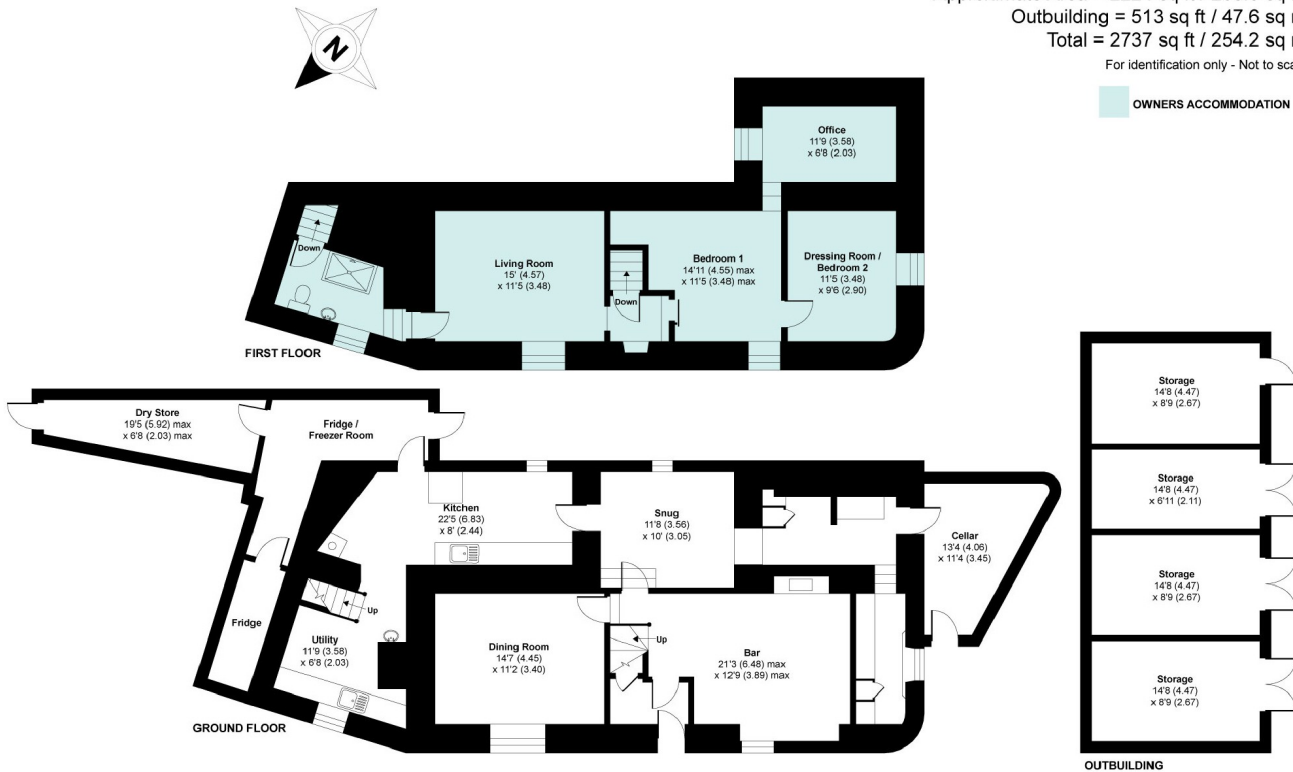 Outbuilding = 513 sq ft / 47.6 sq
Total = 2737 sq ft / 254.2 sq
For identification only - Not to
OWNERS ACCOMMODATION
N
Office
11'9 (3.58)
x 6'8 (2.03)
Down
Living Room
15' (4.57)
x 11'5 (3.48)
Down
Bedroom 1
14'11 (4.55) max
x 11'5 (3.48) max
Dressing Room /
Bedroom 2
11'5 (3.48)
x 9'6 (2.90)
FIRST FLOOR
Dry Store
19'5 (5.92) max
x 6'8 (2.03) max
Fridge /
Freezer Room
Kitchen
22'5 (6.83)
x 8' (2.44)
Snug
11'8 (3.56)
x 10' (3.05)
Cellar
13'4 (4.06)
x 11'4 (3.45)
Fridge
Up
Utility
11'9 (3.58)
x 6'8 (2.03)
Dining Room
14'7 (4.45)
x 11'2 (3.40)
Up
Bar
21'3 (6.48) max
x 12'9 (3.89) max
GROUND FLOOR
Storage
14'8 (4.47)
x 8'9 (2.67)
Storage
14'8 (4.47)
x 6'11 (2.11)
Storage
14'8 (4.47)
x 8'9 (2.67)
Storage
14'8 (4.47)
x 8'9 (2.67)
OUTBUILDING